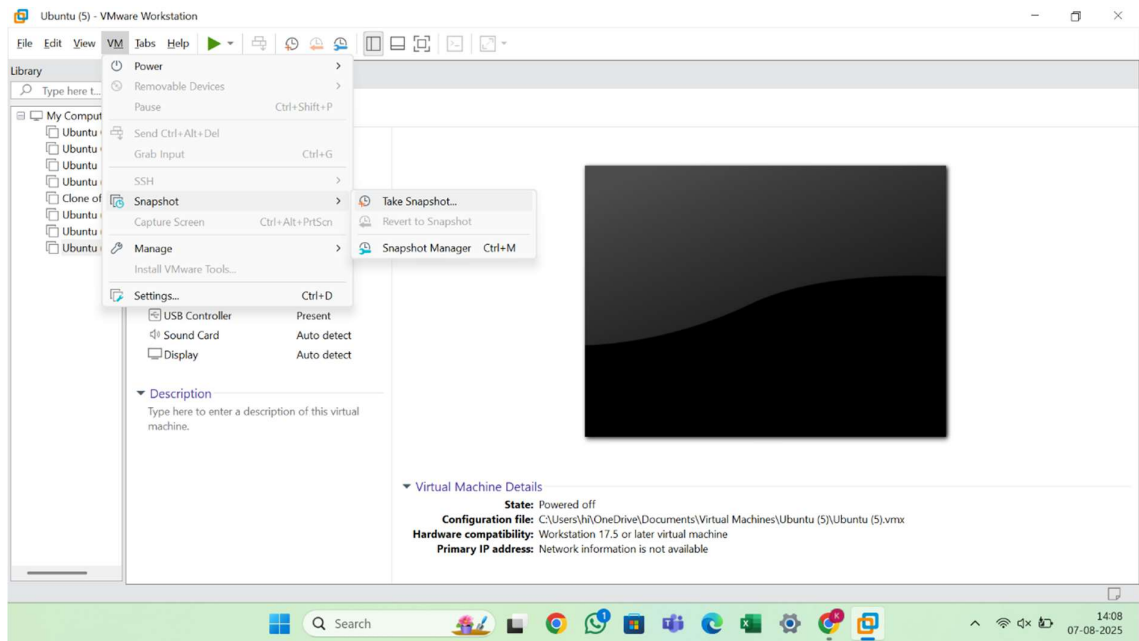 Ubuntu (5) - VMware Workstation
File Edit View VM Tabs Help
Library
Type here t...
My Comput
Ubuntu
Ubuntu
Ubuntu
Ubuntu
Clone of
Ubuntu
Ubuntu
Ubuntu
Power
Removable Devices
Pause Ctrl+Shift+P
Send Ctrl+Alt+Del
Grab Input Ctrl+G
SSH
Snapshot
Capture Screen Ctrl+Alt+PrtScn
Manage
Install VMware Tools...
Settings... Ctrl+D
Take Snapshot...
Revert to Snapshot
Snapshot Manager Ctrl+M
USB Controller Present
Sound Card Auto detect
Display Auto detect
Description
Type here to enter a description of this virtual
machine.
Virtual Machine Details
State: Powered off
Configuration file: C:\Users\hi\OneDrive\Documents\Virtual Machines\Ubuntu (5)\Ubuntu (5).vmx
Hardware compatibility: Workstation 17.5 or later virtual machine
Primary IP address: Network information is not available
Search
1
K
14:08
07-08-2025